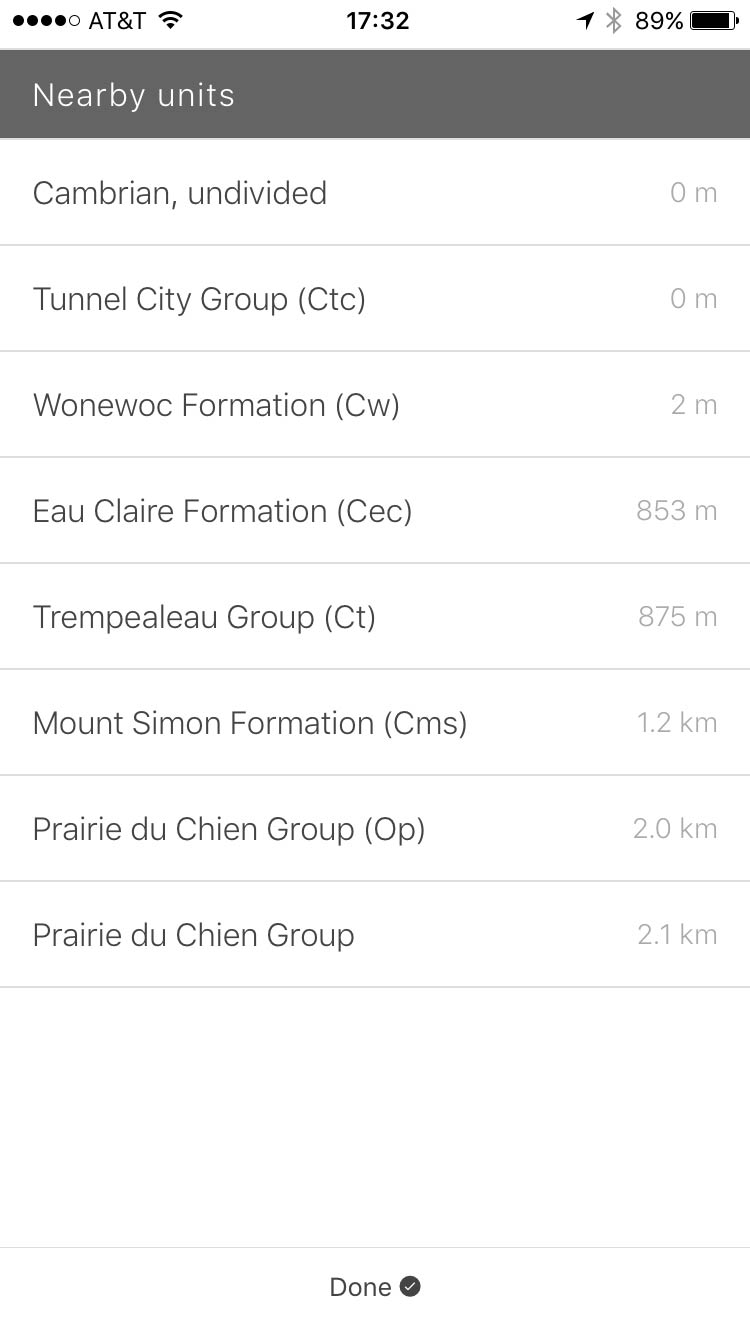 AT&T 17:32 89%
Nearby units
Cambrian, undivided 0 m
Tunnel City Group (Ctc) 0 m
Wonewoc Formation (Cw) 2 m
Eau Claire Formation (Cec) 853 m
Trempealeau Group (Ct) 875 m
Mount Simon Formation (Cms) 1.2 km
Prairie du Chien Group (Op) 2.0 km
Prairie du Chien Group 2.1 km
Done